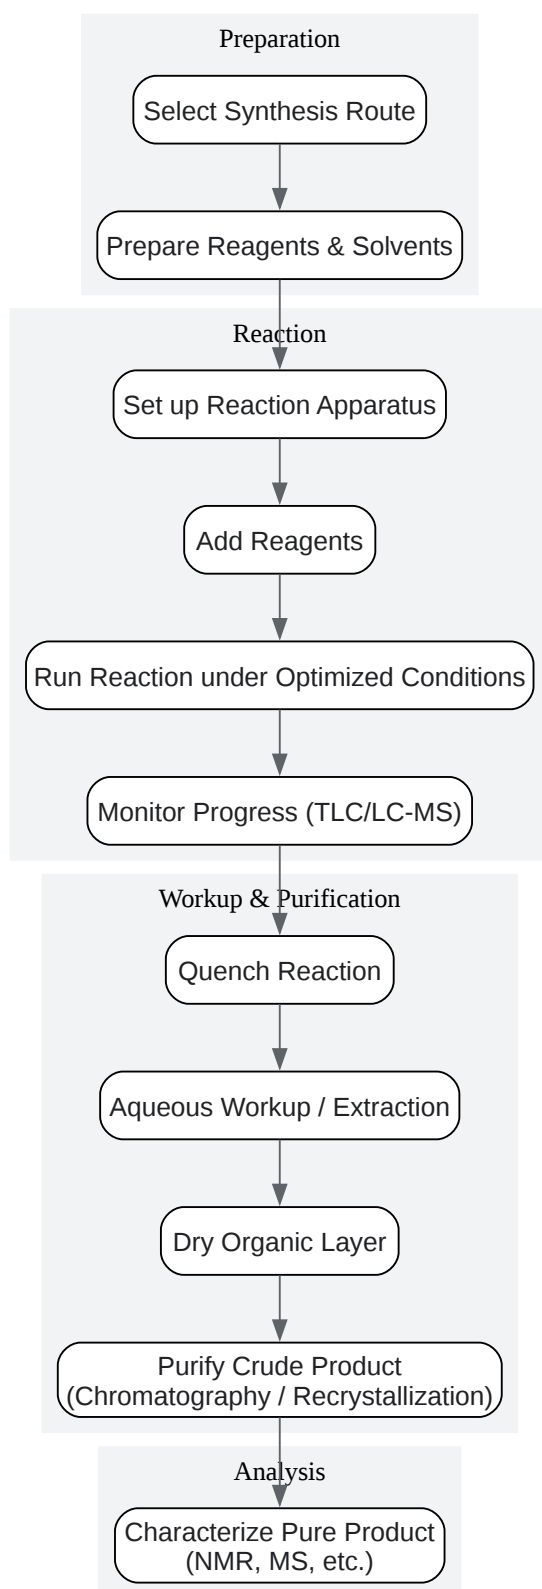 Preparation
Select Synthesis Route
Prepare Reagents & Solvents
Reaction
Set up Reaction Apparatus
Add Reagents
Run Reaction under Optimized Conditions
Monitor Progress (TLC/LC-MS)
Workup & Purification
Quench Reaction
Aqueous Workup / Extraction
Dry Organic Layer
Purify Crude Product
(Chromatography / Recrystallization)
Analysis
Characterize Pure Product
(NMR, MS, etc.)